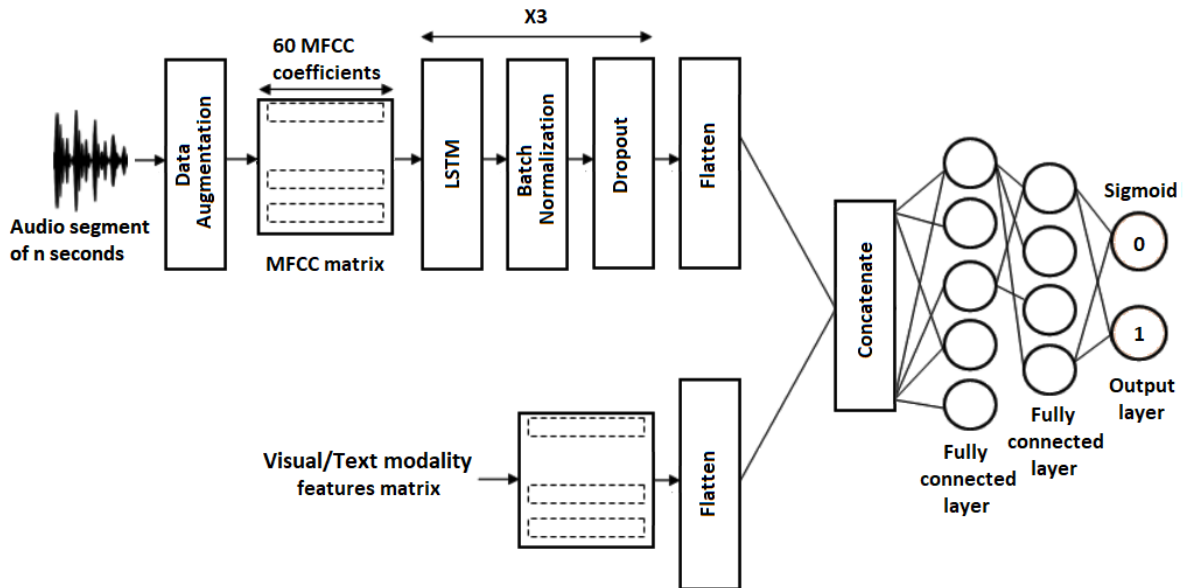 X3
60 MFCC
coefficients
Data
Augmentation
LSTM
Batch
Normalization
Dropout
Flatten
Audio segment
of n seconds
MFCC matrix
Concatenate
Sigmoid
0
1
Output
layer
Fully
connected
layer
Fully
connected
layer
Visual/Text modality
features matrix
Flatten